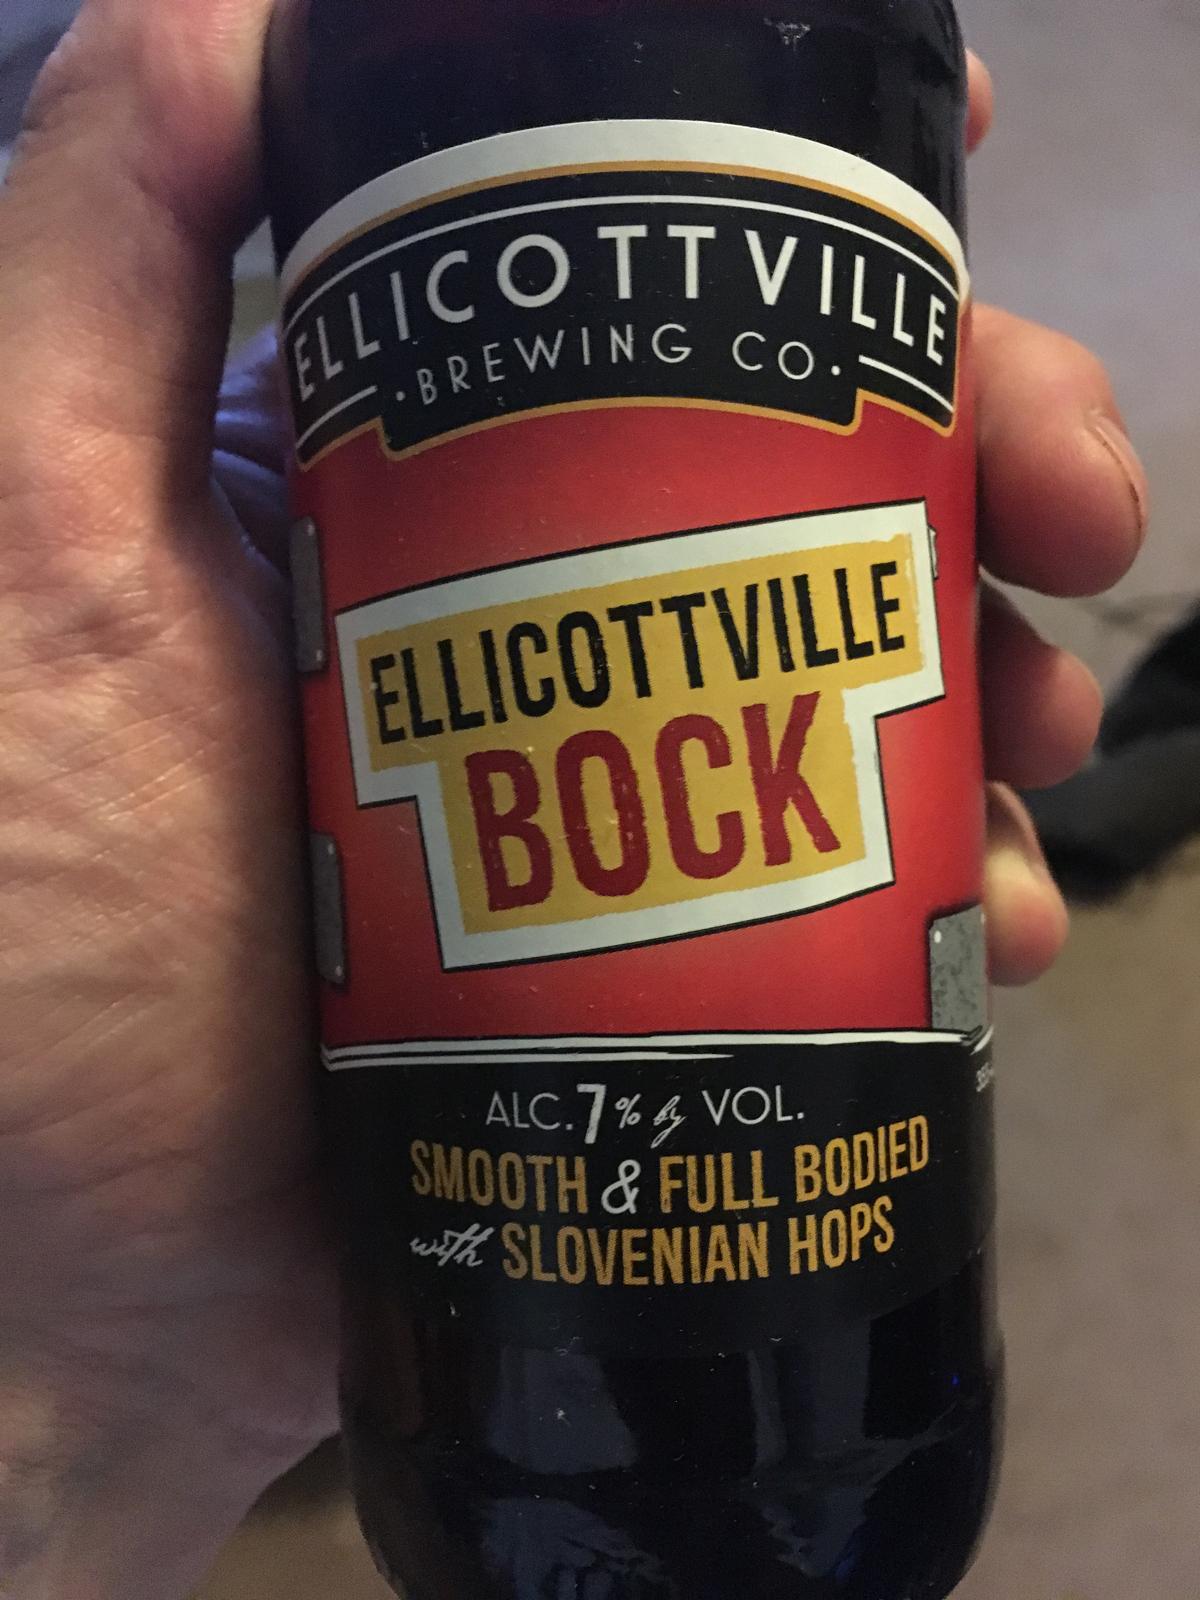 ELLICOTTVILLE
·BREWING CO·
ELLICOTTVILLE
BOCK
ALC. 7% by VOL.
SMOOTH & FULL BODIED
with SLOVENIAN HOPS